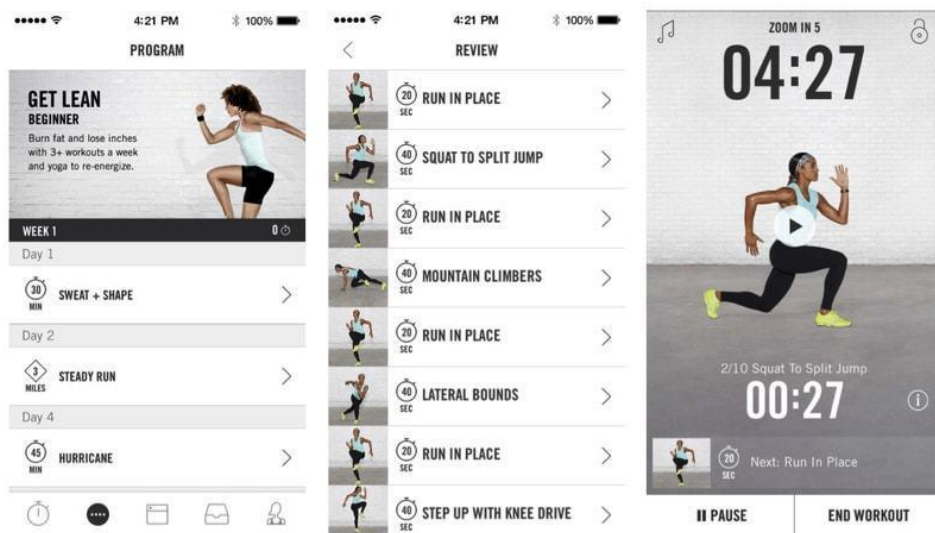 4:21 PM
100%
PROGRAM
GET LEAN
BEGINNER
Burn fat and lose inches
with 3+ workouts a week
and yoga to re-energize.
WEEK 1
0
Day 1
30
MIN
SWEAT + SHAPE
Day 2
3
MILES
STEADY RUN
Day 4
45
MIN
HURRICANE
4:21 PM
100%
REVIEW
20
SEC
RUN IN PLACE
40
SEC
SQUAT TO SPLIT JUMP
20
SEC
RUN IN PLACE
40
SEC
MOUNTAIN CLIMBERS
20
SEC
RUN IN PLACE
40
SEC
LATERAL BOUNDS
20
SEC
RUN IN PLACE
40
SEC
STEP UP WITH KNEE DRIVE
ZOOM IN 5
04:27
2/10 Squat To Split Jump
00:27
i
20
SEC
Next: Run In Place
PAUSE
END WORKOUT